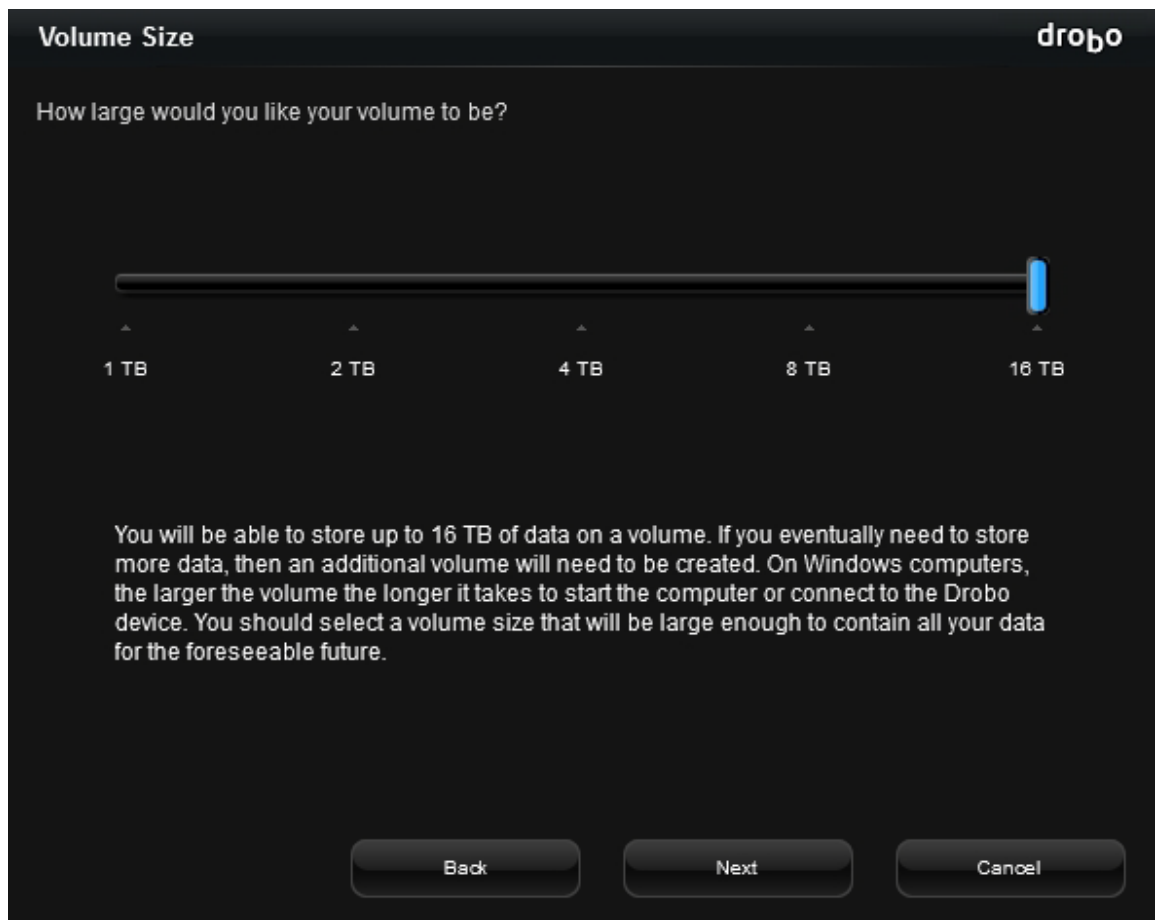 Volume Size
drobo
How large would you like your volume to be?
1 TB 2 TB 4 TB 8 TB 16 TB
You will be able to store up to 16 TB of data on a volume. If you eventually need to store
more data, then an additional volume will need to be created. On Windows computers,
the larger the volume the longer it takes to start the computer or connect to the Drobo
device. You should select a volume size that will be large enough to contain all your data
for the foreseeable future.
Back Next Cancel